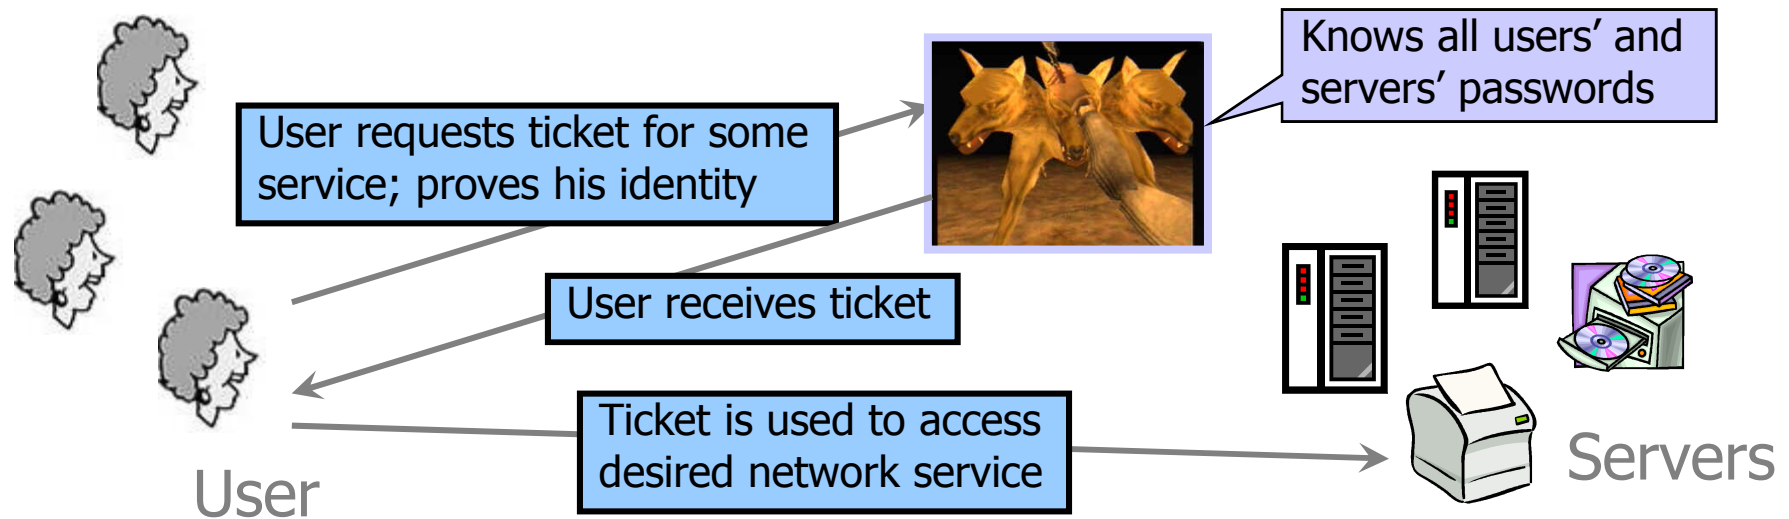 Knows all users’ and
servers’ passwords
User requests ticket for some
service; proves his identity
User receives ticket
Ticket is used to access
desired network service
User
Servers